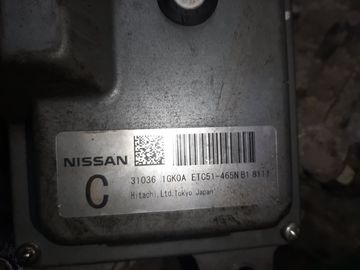 NISSAN
C
31036 1GK0A ETC51-465N B1 8111
Hitachi,Ltd.Tokyo Japan